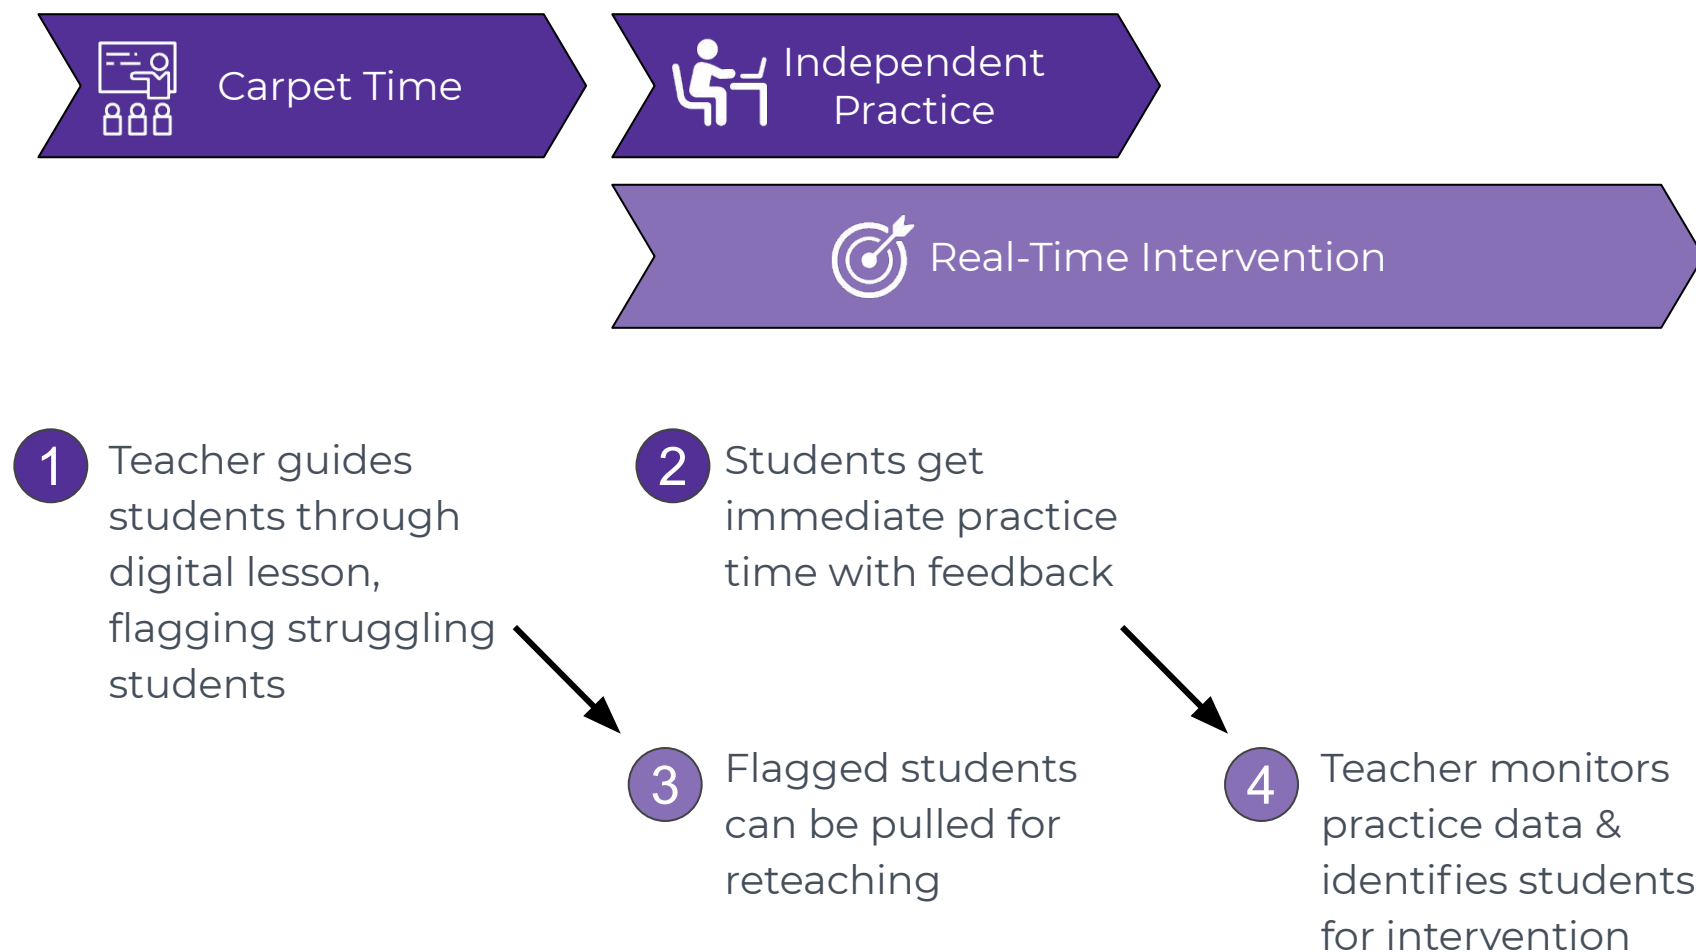 Carpet Time
Independent
Practice
Real-Time Intervention
1
Teacher guides
students through
digital lesson,
flagging struggling
students
2
Students get
immediate practice
time with feedback
3
Flagged students
can be pulled for
reteaching
4
Teacher monitors
practice data &
identifies students
for intervention